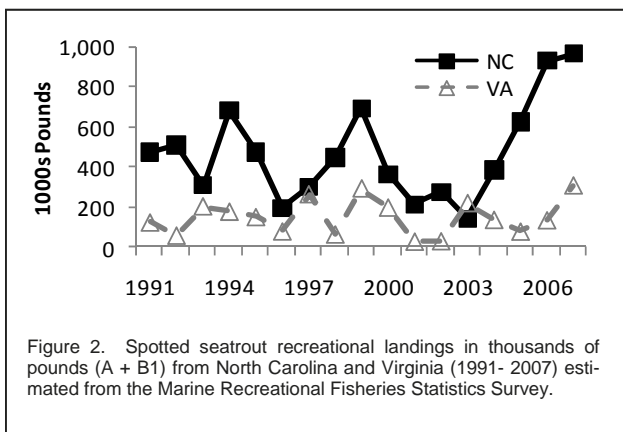 1,000
800
600
400
200
0
1000s Pounds
NC
VA
1991 1994 1997 2000 2003 2006
Figure 2. Spotted seatrout recreational landings in thousands of
pounds (A + B1) from North Carolina and Virginia (1991- 2007) esti-
mated from the Marine Recreational Fisheries Statistics Survey.